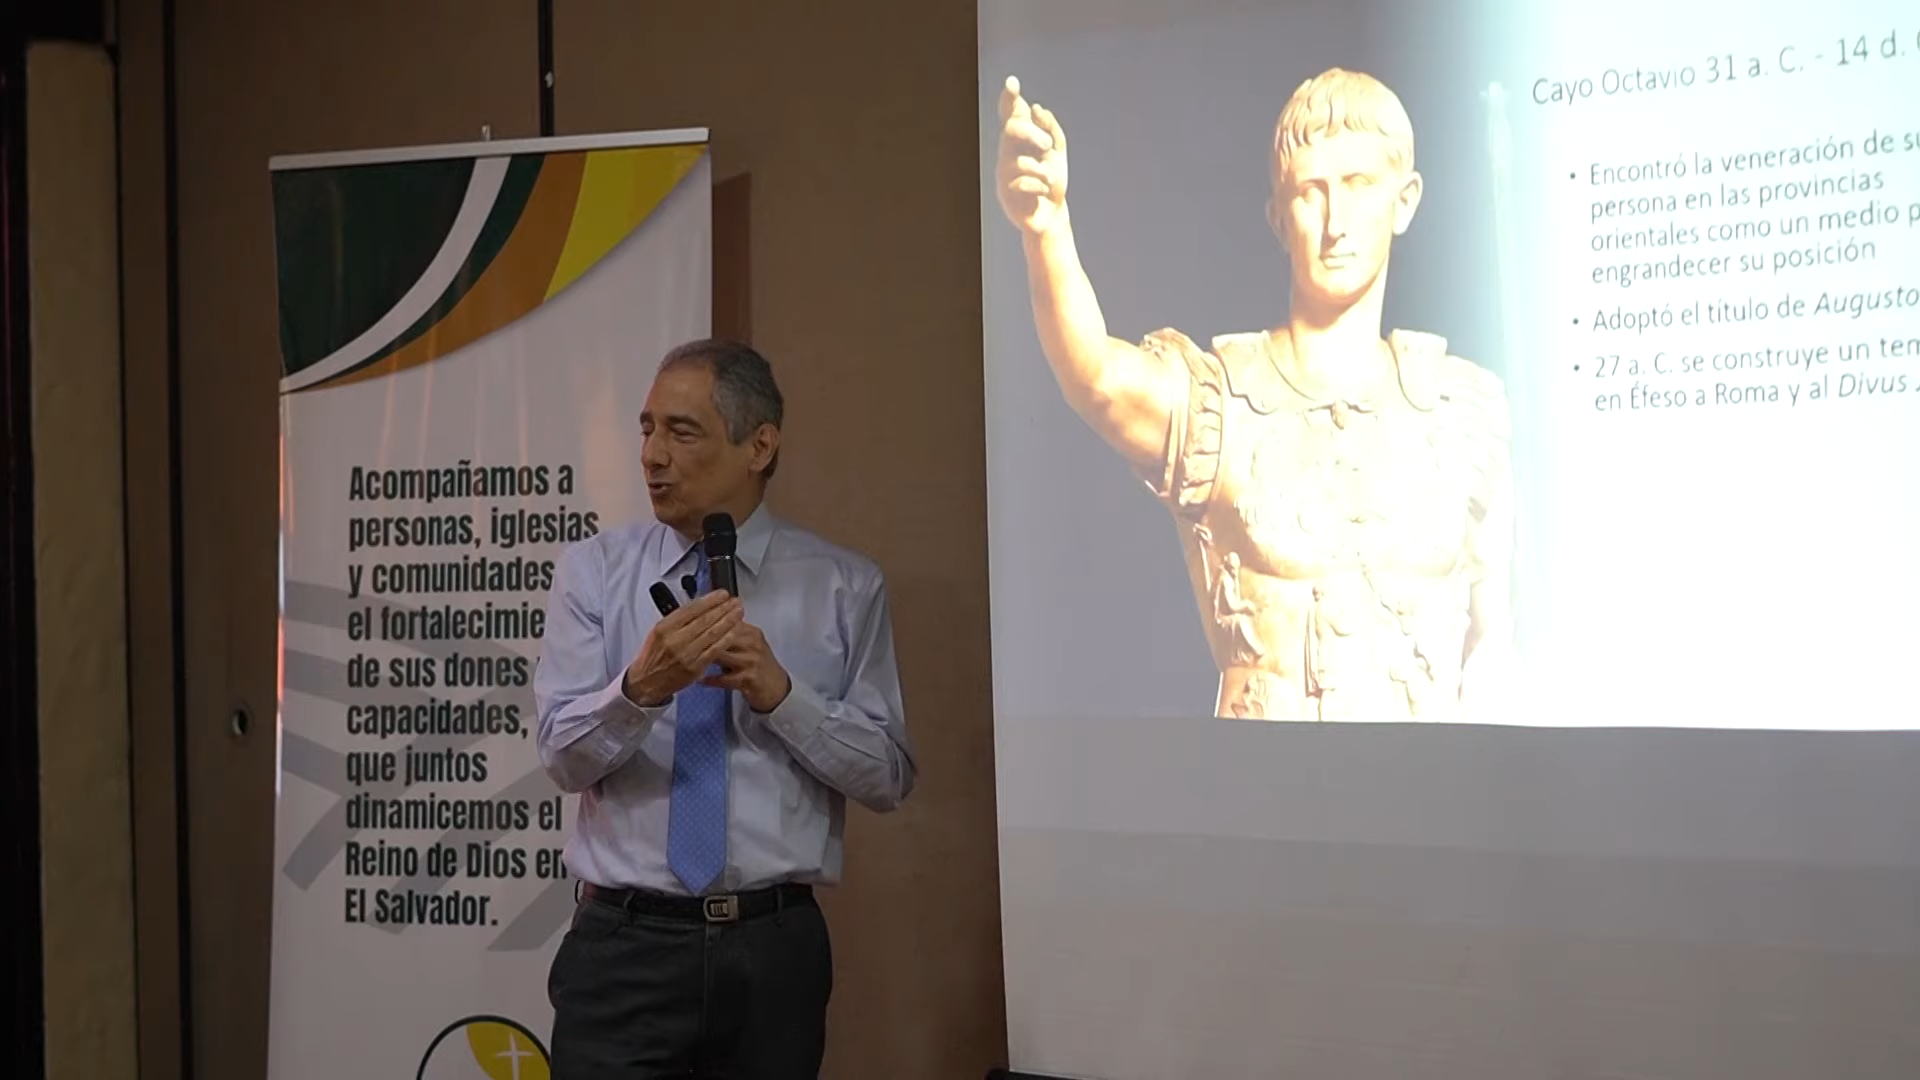 Acompañamos a
personas, iglesias
y comunidades
el fortalecimie
de sus dones
capacidades,
que juntos
dinamicemos el
Reino de Dios en
El Salvador.
Cayo Octavio 31 a. C. - 14 d.
• Encontró la veneración de su
persona en las provincias
orientales como un medio p
engrandecer su posición
• Adoptó el título de Augusto
• 27 a. C. se construye un tem
en Éfeso a Roma y al Divus